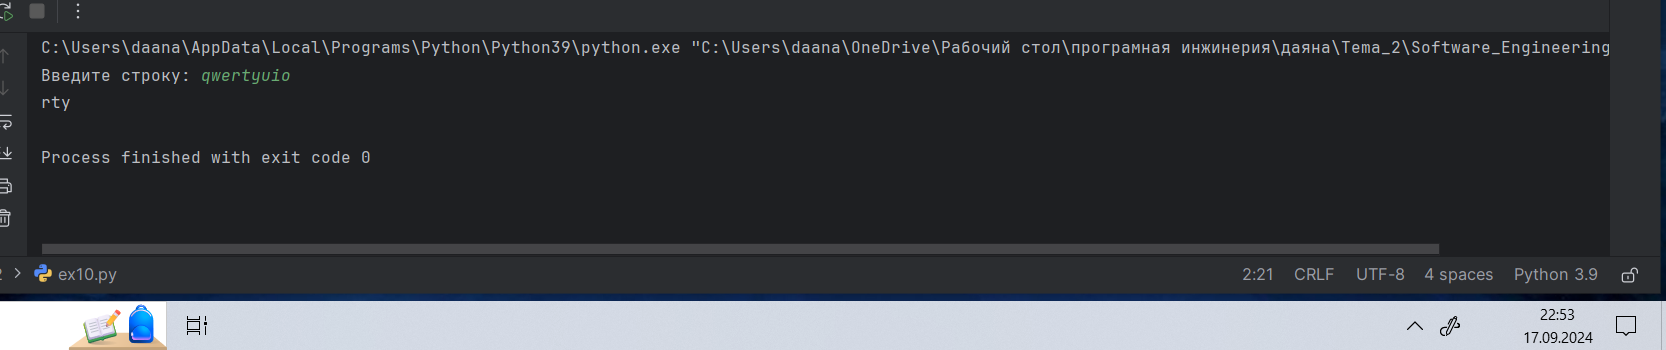 C:\Users\daana\AppData\Local\Programs\Python\Python39\python.exe "C:\Users\daana\OneDrive\Рабочий стол\програмная инжинерия\даяна\Tema_2\Software_Engineering
Введите строку: qwertyuio
rty
Process finished with exit code 0
ex10.py 2:21 CRLF UTF-8 4 spaces Python 3.9
22:53
17.09.2024